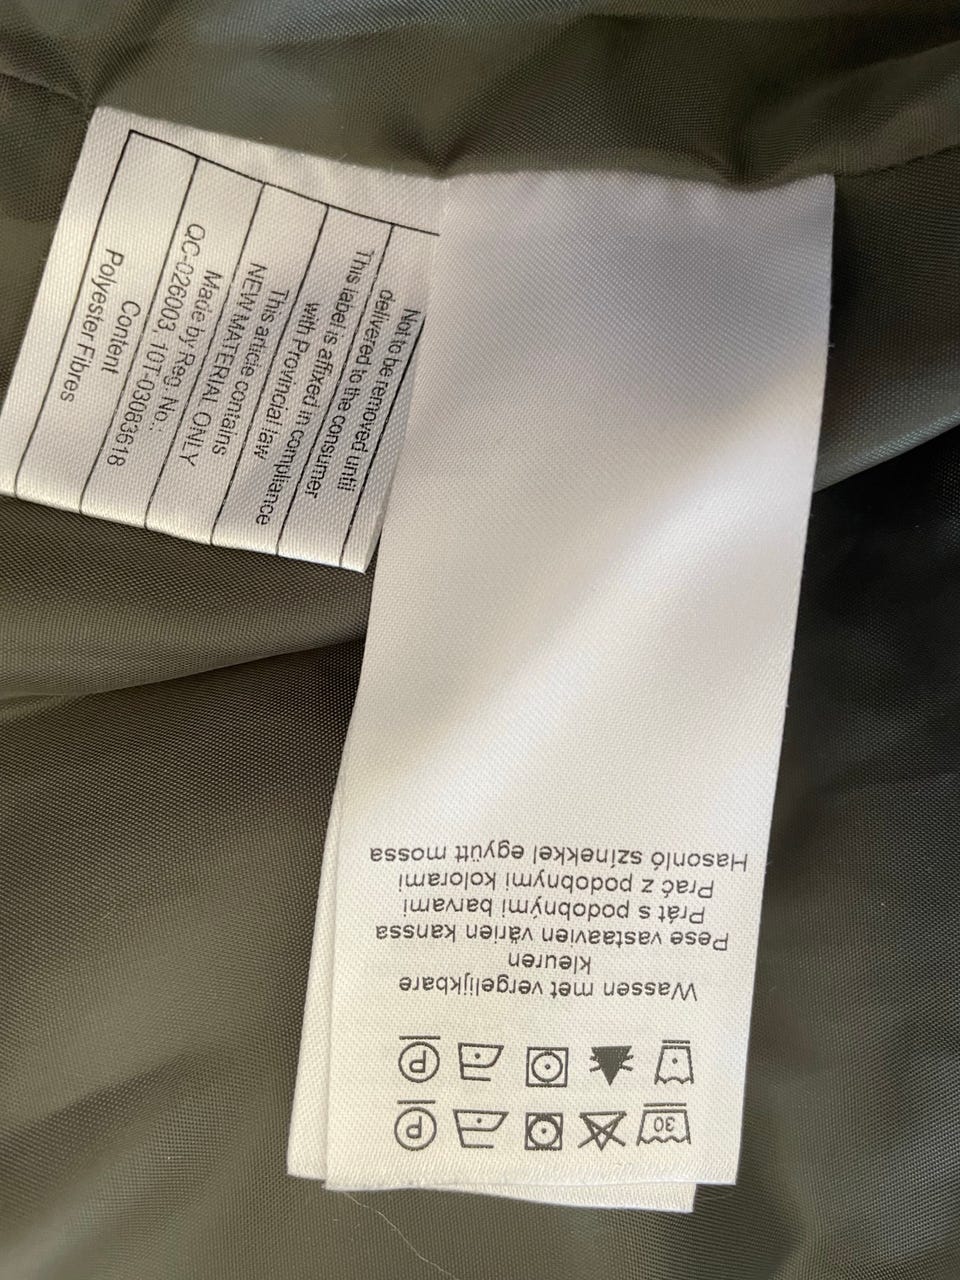 Not to be removed until
delivered to the consumer
This label is affixed in compliance
with Provincial law
This article contains
NEW MATERIAL ONLY
Made by Reg. No.:
QC-026003, 10T-03083618
Content
Polyester Fibres
30
P
P
Wassen met vergelijkbare
kleuren
Pese vastaavien värien kanssa
Prát s podobnými barvami
Prać z podobnymi kolorami
Hasonló színekkel együtt mossa